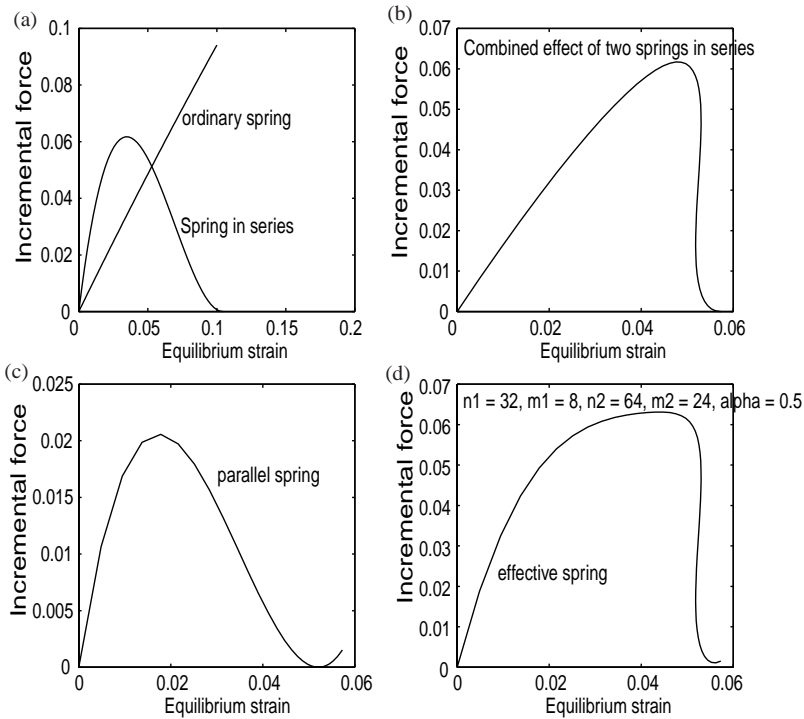 (a)
0.1
0.08
0.06
0.04
0.02
0
Incremental force
ordinary spring
Spring in series
0 0.05 0.1 0.15 0.2
Equilibrium strain
(b)
0.07
0.06
0.05
0.04
0.03
0.02
0.01
0
Incremental force
Combined effect of two springs in series
0 0.02 0.04 0.06
Equilibrium strain
(c)
0.025
0.02
0.015
0.01
0.005
0
Incremental force
parallel spring
0 0.02 0.04 0.06
Equilibrium strain
(d)
0.07
0.06
0.05
0.04
0.03
0.02
0.01
0
Incremental force
n1 = 32, m1 = 8, n2 = 64, m2 = 24, alpha = 0.5
effective spring
0 0.02 0.04 0.06
Equilibrium strain